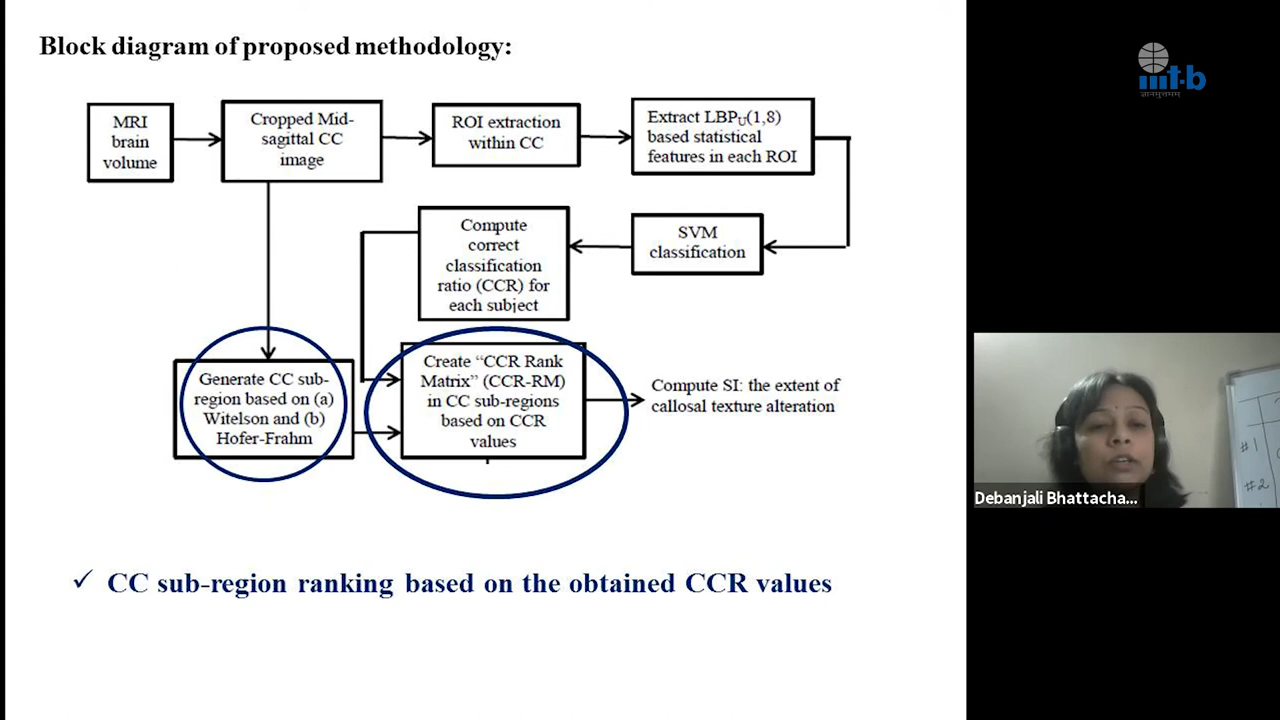 Block diagram of proposed methodology:
MRI
brain
volume
Cropped Mid-
sagittal CC
image
ROI extraction
within CC
Extract LBPU(1,8)
based statistical
features in each ROI
Compute
correct
classification
ratio (CCR) for
each subject
SVM
classification
Generate CC sub-
region based on (a)
Witelson and (b)
Hofer-Frahm
Create “CCR Rank
Matrix” (CCR-RM)
in CC sub-regions
based on CCR
values
Compute SI: the extent of
callosal texture alteration
✓ CC sub-region ranking based on the obtained CCR values
iiit-b
ज्ञानमुत्तमम्
#1
#2
Debanjali Bhattacha...